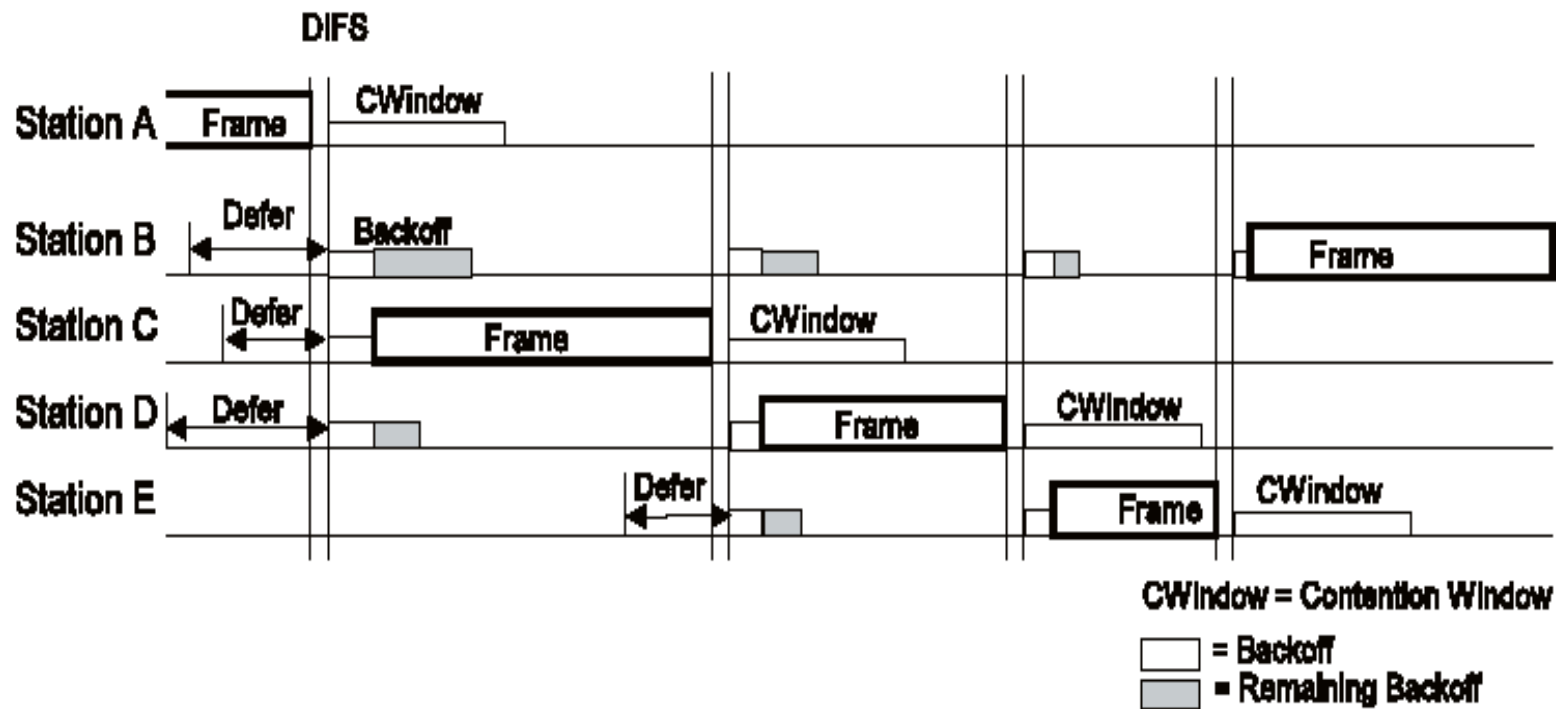 DIFS
Station A
Frame
CWindow
Station B
Defer
Backoff
Frame
Station C
Defer
Frame
CWindow
Station D
Defer
Frame
CWindow
Station E
Defer
Frame
CWindow
CWindow = Contention Window
= Backoff
= Remaining Backoff